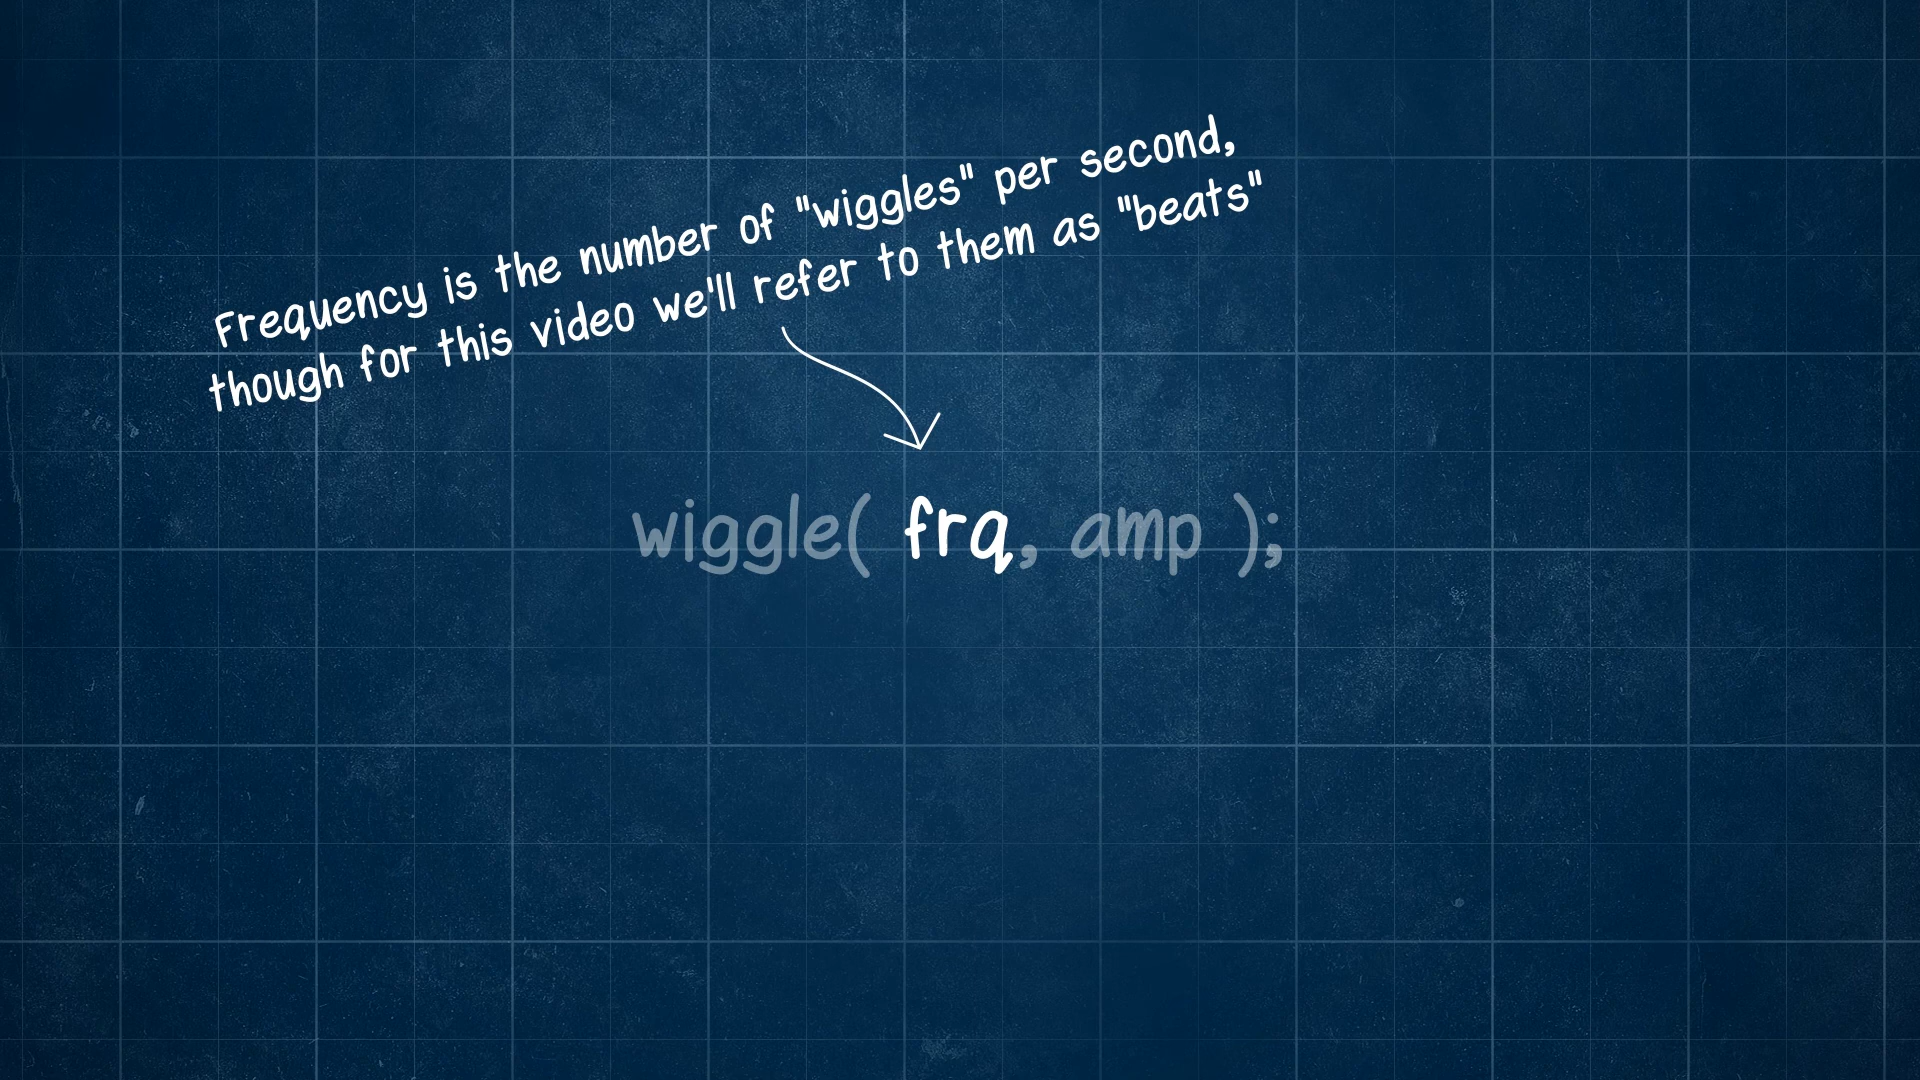 Frequency is the number of "wiggles" per second,
though for this video we'll refer to them as "beats"
wiggle( frq, amp );